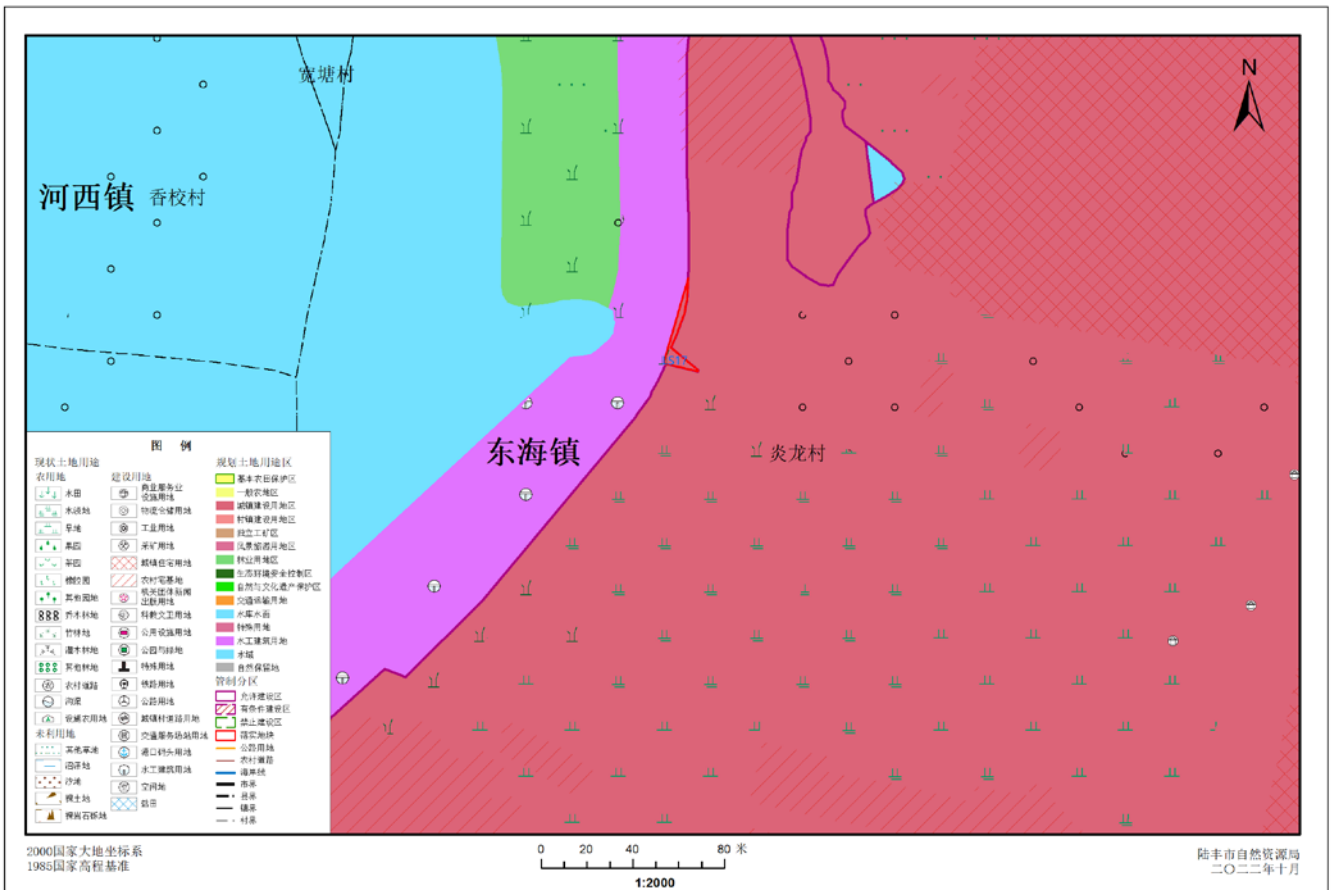 宽塘村
N
河西镇
香校村
东海镇
炎龙村
图 例
现状土地用途
农用地
水田
水浇地
旱地
果园
茶园
橡胶园
其他园地
乔木林地
竹林地
灌木林地
其他林地
农村道路
沟渠
设施农用地
未利用地
其他草地
沼泽地
沙地
裸土地
裸岩石砾地
建设用地
商业服务业
设施用地
物流仓储用地
工业用地
采矿用地
城镇住宅用地
农村宅基地
机关团体新闻
出版用地
科教文卫用地
公用设施用地
公园与绿地
特殊用地
铁路用地
公路用地
城镇村道路用地
交通服务场站用地
港口码头用地
水工建筑用地
空闲地
盐田
规划土地用途区
基本农田保护区
一般农地区
城镇建设用地区
村镇建设用地区
独立工矿区
风景旅游用地区
林业用地区
生态环境安全控制区
自然与文化遗产保护区
交通运输用地
水库水面
特殊用地
水工建筑用地
水域
自然保留地
管制分区
允许建设区
有条件建设区
禁止建设区
落实地块
公路用地
农村道路
海岸线
市界
县界
镇界
村界
2000国家大地坐标系
1985国家高程基准
0 20 40 80 米
1:2000
陆丰市自然资源局
二〇二二年十月